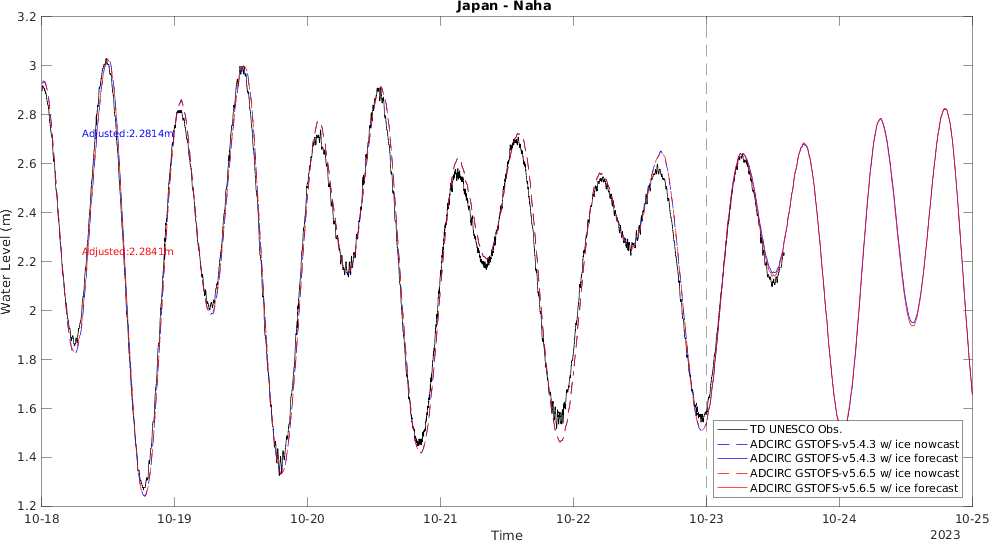 Japan - Naha
3.2
3
2.8
2.6
2.4
2.2
2
1.8
1.6
1.4
1.2
Water Level (m)
Adjusted:2.2814m
Adjusted:2.2841m
TD UNESCO Obs.
ADCIRC GSTOFS-v5.4.3 w/ ice nowcast
ADCIRC GSTOFS-v5.4.3 w/ ice forecast
ADCIRC GSTOFS-v5.6.5 w/ ice nowcast
ADCIRC GSTOFS-v5.6.5 w/ ice forecast
10-18 10-19 10-20 10-21 10-22 10-23 10-24 10-25
Time
2023